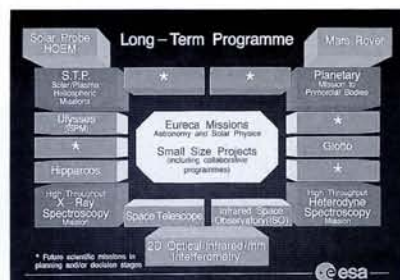 Solar Probe
HOEM
Long-Term Programme
Mars Rover
S.T.P.
Solar/Plasma
Heliospheric
Missions
*
*
Planetary
Mission to
Primordial Bodies
Ulysses
(ISPM)
Eureca Missions
Astronomy and Solar Physics
Small Size Projects
(including collaborative
programmes)
*
*
Giotto
Hipparcos
*
High Throughput
X-Ray
Spectroscopy
Mission
Space Telescope
Infrared Space
Observatory(ISO)
High Throughput
Heterodyne
Spectroscopy
Mission
2D Optical/infrared/mm
Interferometry
* Future scientific missions in
planning and/or decision stages
esa